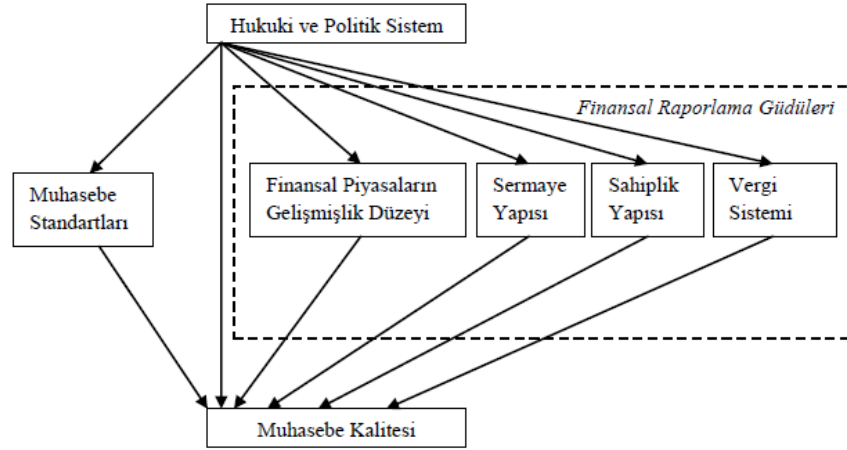 Hukuki ve Politik Sistem
Finansal Raporlama Güdüleri
Muhasebe
Standartları
Finansal Piyasaların
Gelişmişlik Düzeyi
Sermaye
Yapısı
Sahiplik
Yapısı
Vergi
Sistemi
Muhasebe Kalitesi